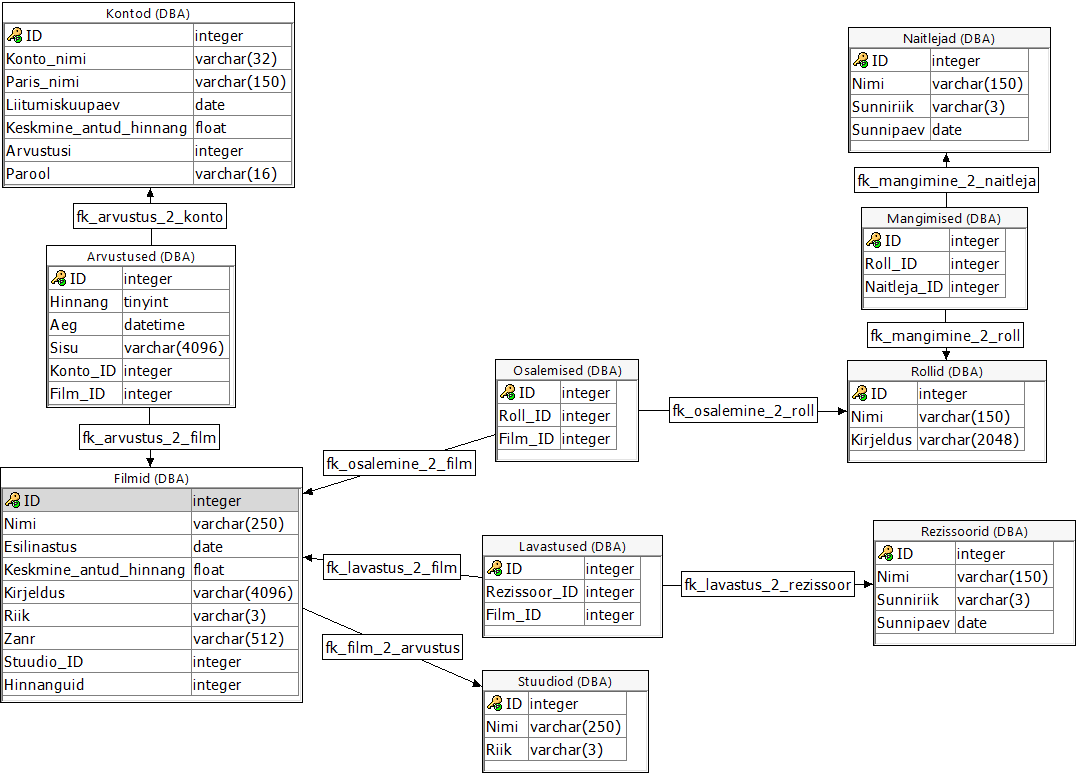 Kontod (DBA)
ID integer
Konto_nimi varchar(32)
Paris_nimi varchar(150)
Liitumiskuupaev date
Keskmine_antud_hinnang float
Arvustusi integer
Parool varchar(16)
fk_arvustus_2_konto
Arvustused (DBA)
ID integer
Hinnang tinyint
Aeg datetime
Sisu varchar(4096)
Konto_ID integer
Film_ID integer
fk_arvustus_2_film
Filmid (DBA)
ID integer
Nimi varchar(250)
Esilinastus date
Keskmine_antud_hinnang float
Kirjeldus varchar(4096)
Riik varchar(3)
Zanr varchar(512)
Stuudio_ID integer
Hinnanguid integer
Osalemised (DBA)
ID integer
Roll_ID integer
Film_ID integer
fk_osalemine_2_film
fk_osalemine_2_roll
Lavastused (DBA)
ID integer
Rezissoor_ID integer
Film_ID integer
fk_lavastus_2_film
fk_lavastus_2_rezissoor
fk_film_2_arvustus
Stuudiod (DBA)
ID integer
Nimi varchar(250)
Riik varchar(3)
Naitlejad (DBA)
ID integer
Nimi varchar(150)
Sunniriik varchar(3)
Sunnipaev date
fk_mangimine_2_naitleja
Mangimised (DBA)
ID integer
Roll_ID integer
Naitleja_ID integer
fk_mangimine_2_roll
Rollid (DBA)
ID integer
Nimi varchar(150)
Kirjeldus varchar(2048)
Rezissoorid (DBA)
ID integer
Nimi varchar(150)
Sunniriik varchar(3)
Sunnipaev date